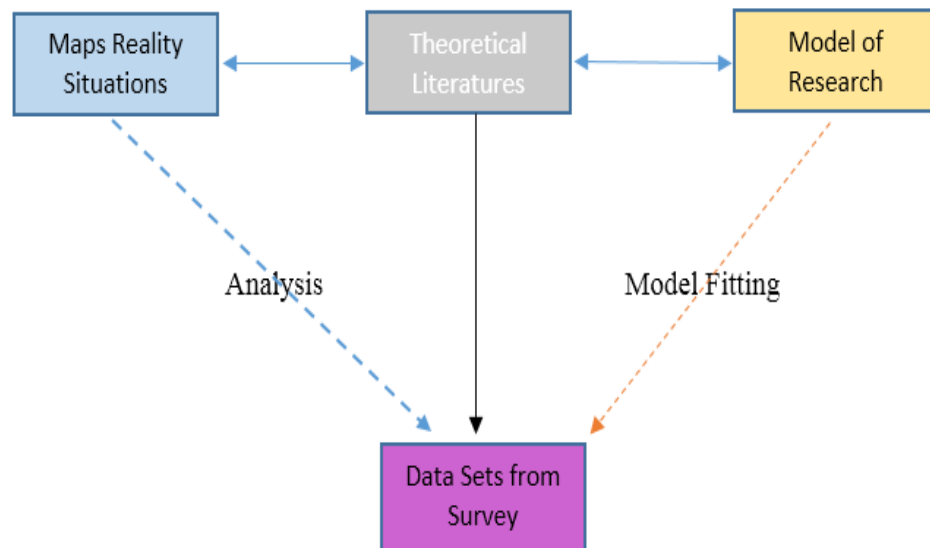 Maps Reality
Situations
Theoretical
Literatures
Model of
Research
Analysis
Model Fitting
Data Sets from
Survey